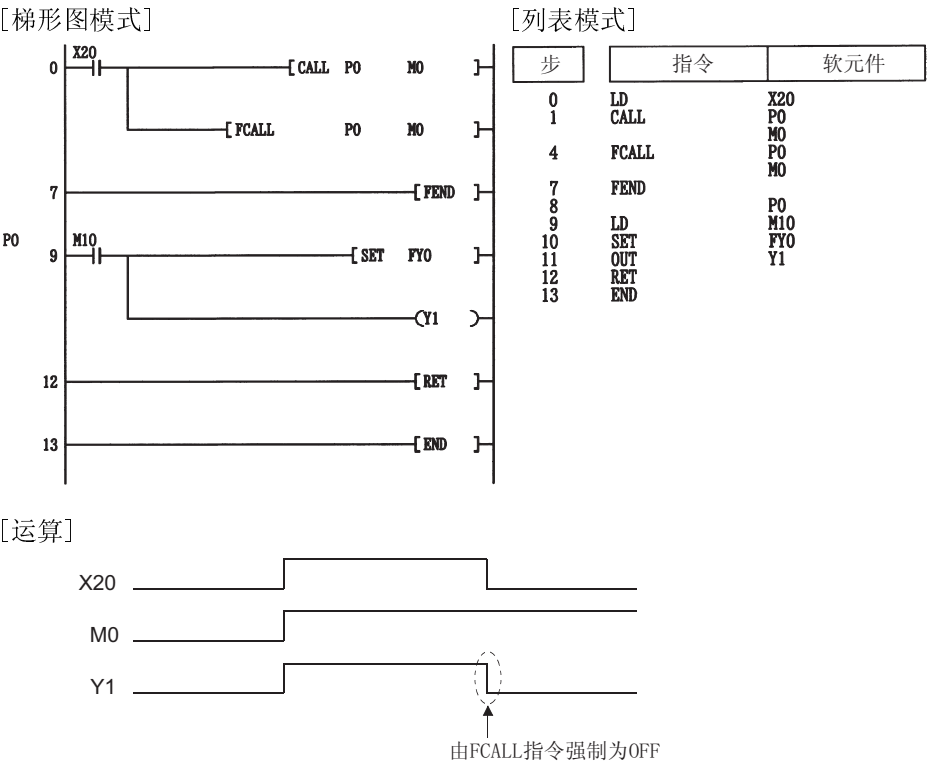 [梯形图模式]
X20
0
CALL P0 M0
FCALL P0 M0
7
FEND
P0
M10
9
SET FY0
Y1
12
RET
13
END
[列表模式]
步 指令 软元件
0 LD X20
1 CALL P0
M0
4 FCALL P0
M0
7 FEND
8 P0
9 LD M10
10 SET FY0
11 OUT Y1
12 RET
13 END
[运算]
X20
M0
Y1
由FCALL指令强制为OFF